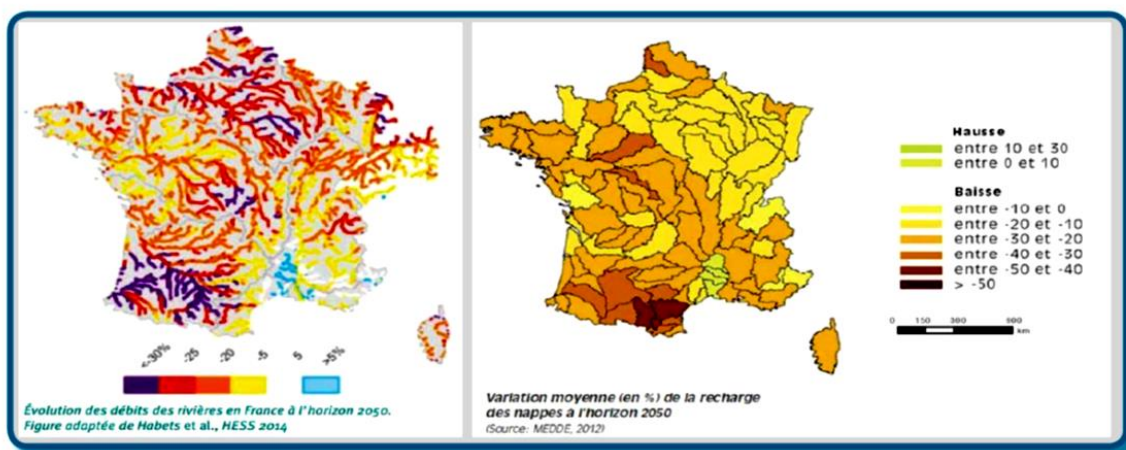 <-30%
-25
-20
-5
5
>5%
Évolution des débits des rivières en France à l'horizon 2050.
Figure adaptée de Habets et al., HESS 2014
Hausse
entre 10 et 30
entre 0 et 10
Baisse
entre -10 et 0
entre -20 et -10
entre -30 et -20
entre -40 et -30
entre -50 et -40
> -50
0 150 300 600
km
Variation moyenne (en %) de la recharge
des nappes à l'horizon 2050
(Source: MEDDE, 2012)